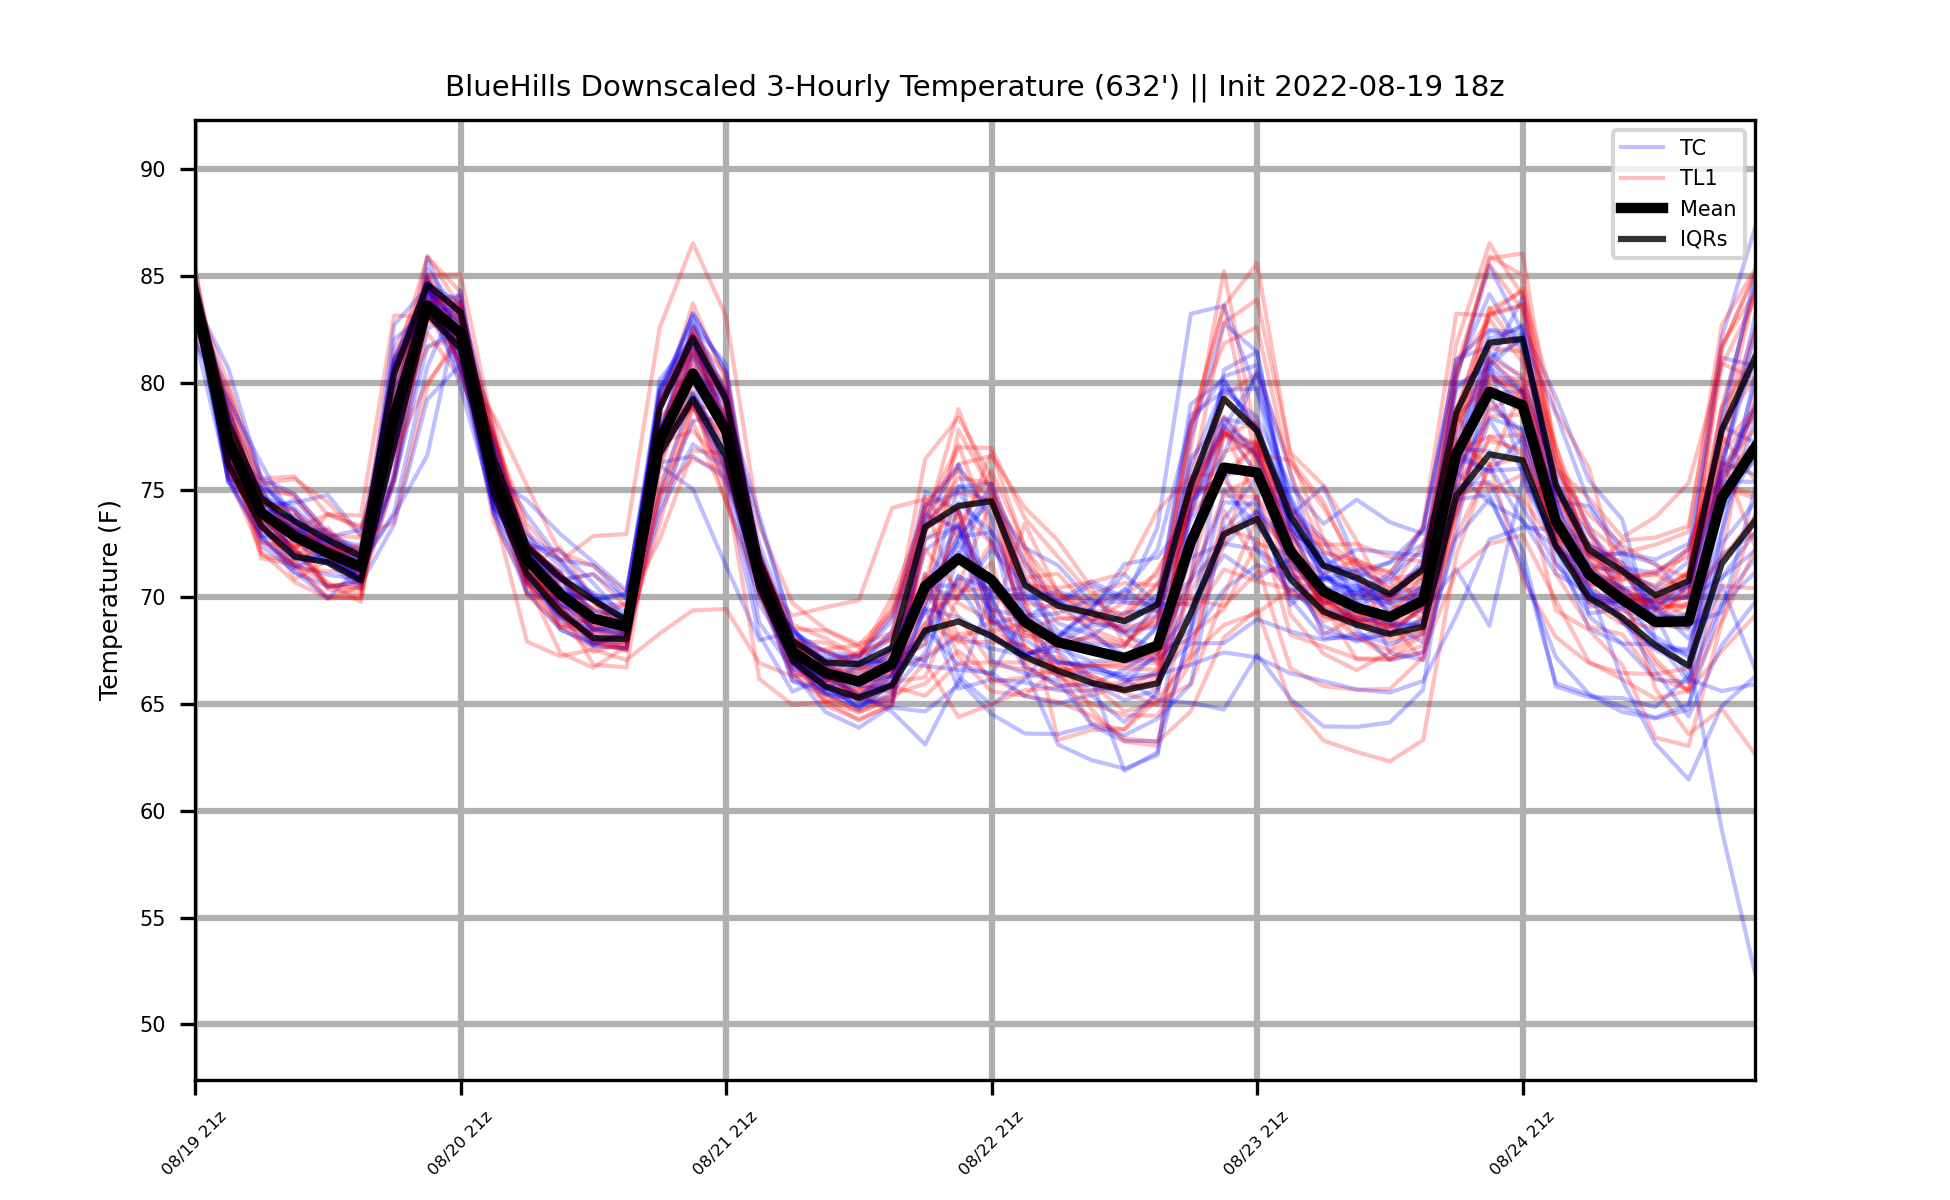 BlueHills Downscaled 3-Hourly Temperature (632') || Init 2022-08-19 18z
TC
TL1
Mean
IQRs
Temperature (F)
90
85
80
75
70
65
60
55
50
08/19 21z
08/20 21z
08/21 21z
08/22 21z
08/23 21z
08/24 21z